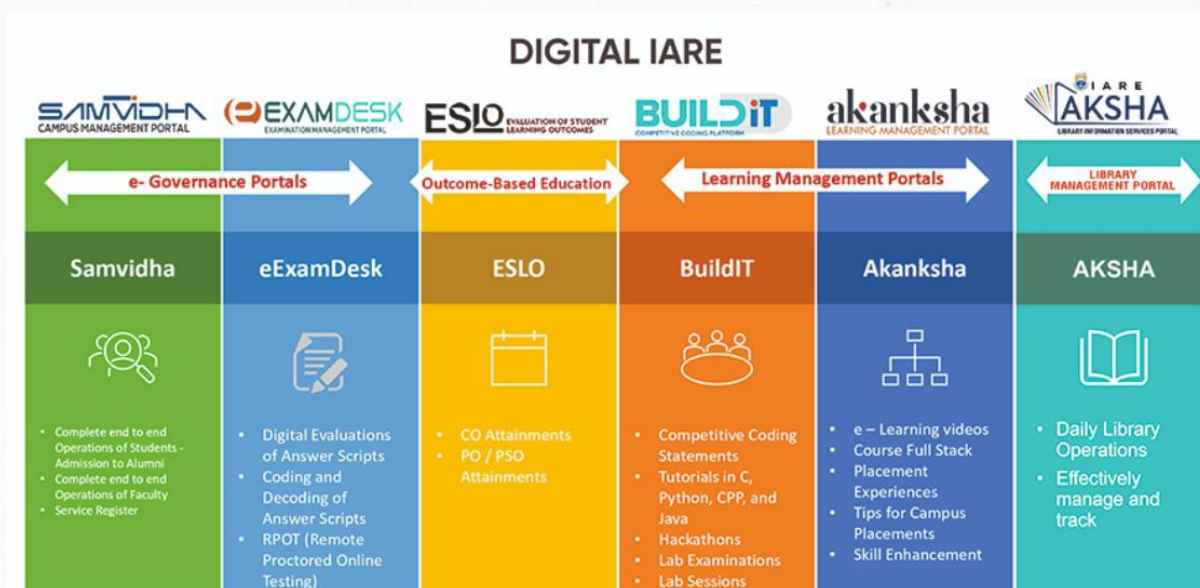 DIGITAL IARE
SAMVIDHA
CAMPUS MANAGEMENT PORTAL
eEXAMDESK
EXAMINATION MANAGEMENT PORTAL
ESLO EVALUATION OF STUDENT
LEARNING OUTCOMES
BUILDiT
COMPETITIVE CODING PLATFORM
akanksha
LEARNING MANAGEMENT PORTAL
IARE
AKSHA
LIBRARY INFORMATION SERVICES PORTAL
e- Governance Portals
Outcome-Based Education
Learning Management Portals
LIBRARY
MANAGEMENT PORTAL
Samvidha
eExamDesk
ESLO
BuildIT
Akanksha
AKSHA
• Complete end to end
Operations of Students -
Admission to Alumni
• Complete end to end
Operations of Faculty
• Service Register
• Digital Evaluations
of Answer Scripts
• Coding and
Decoding of
Answer Scripts
• RPOT (Remote
Proctored Online
Testing)
• CO Attainments
• PO / PSO
Attainments
• Competitive Coding
Statements
• Tutorials in C,
Python, CPP, and
Java
• Hackathons
• Lab Examinations
• Lab Sessions
• e – Learning videos
• Course Full Stack
• Placement
Experiences
• Tips for Campus
Placements
• Skill Enhancement
• Daily Library
Operations
• Effectively
manage and
track